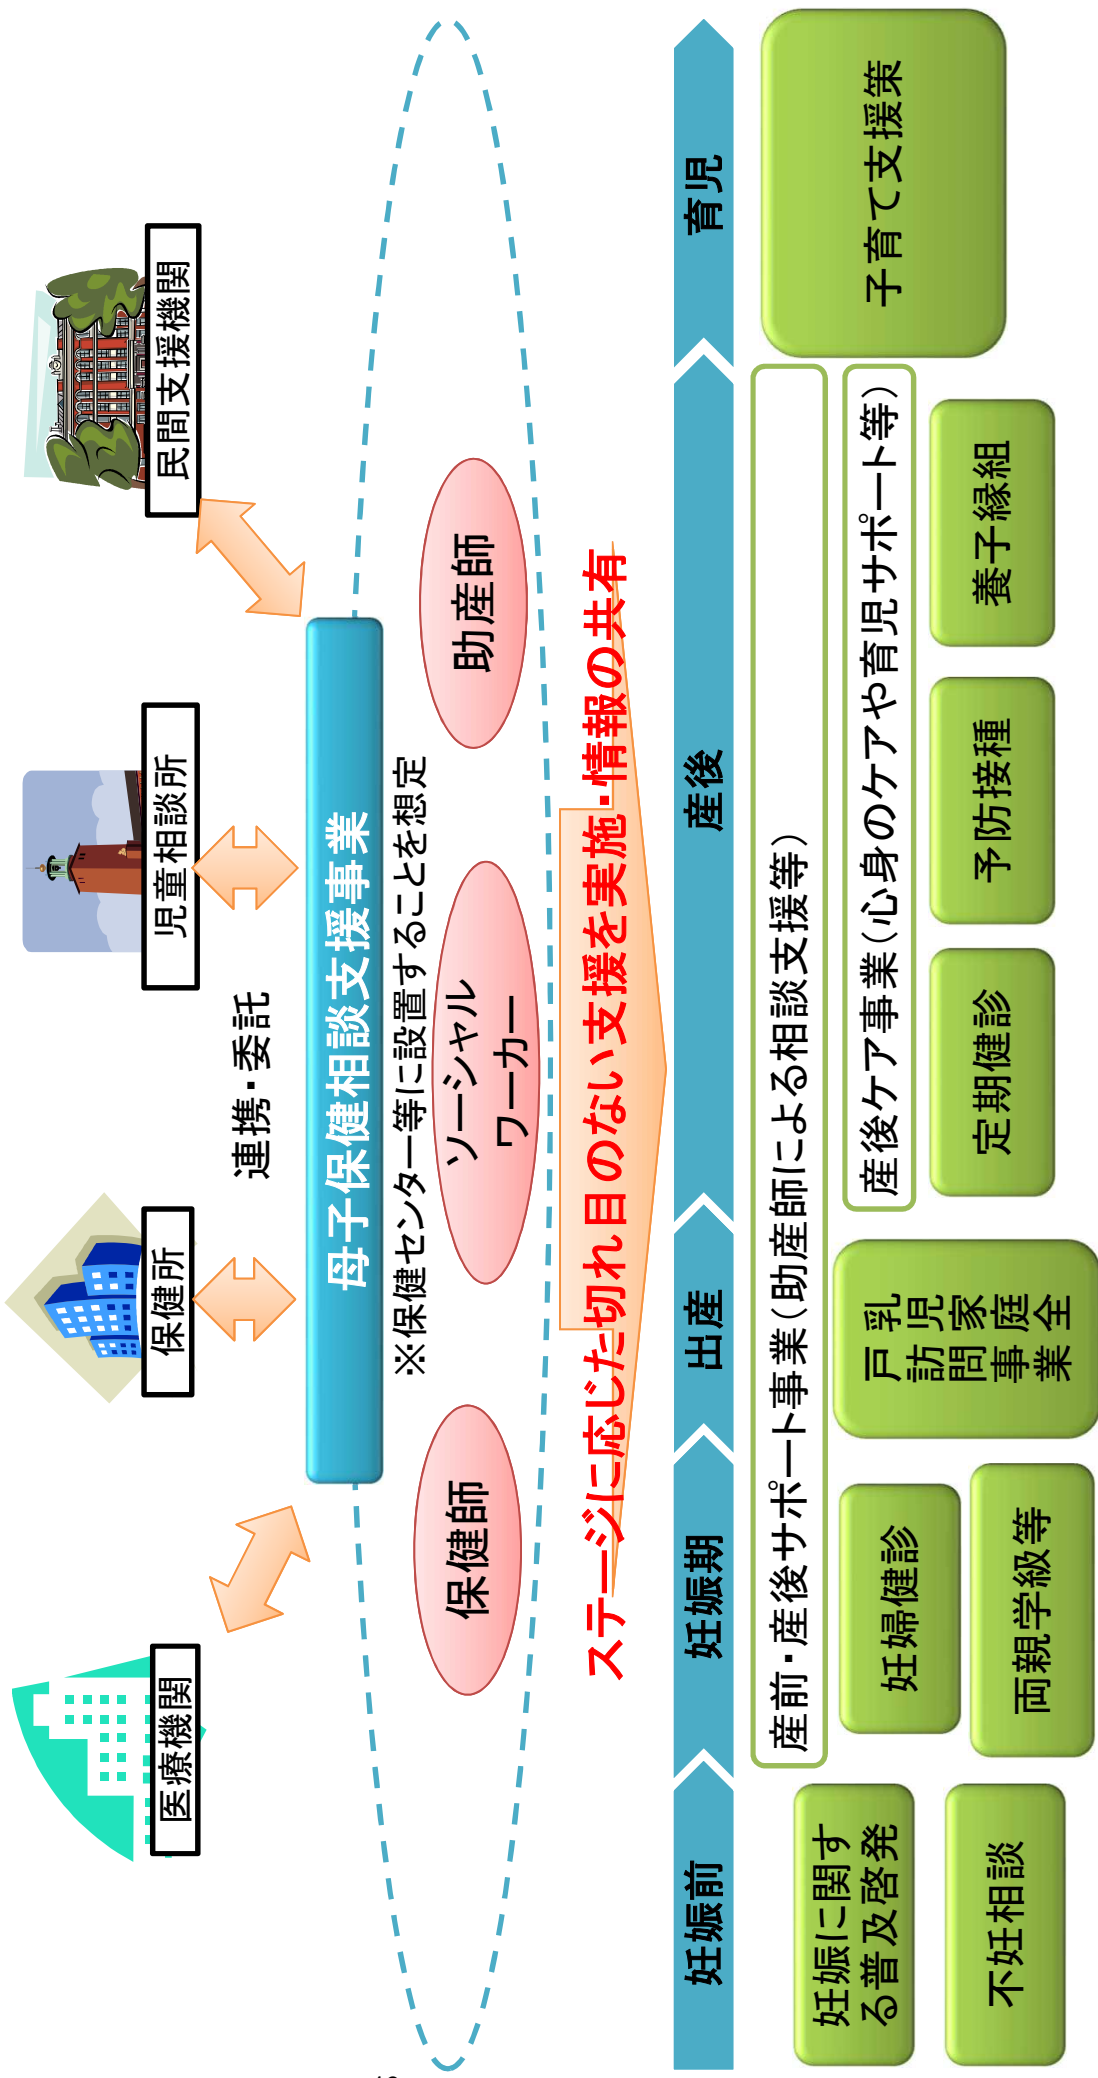 医療機関
保健所
児童相談所
民間支援機関
連携・委託
母子保健相談支援事業
※保健センター等に設置することを想定
保健師
ソーシャル
ワーカー
助産師
ステージに応じた切れ目のない支援を実施・情報の共有
妊娠前
妊娠期
出産
産後
育児
産前・産後サポート事業(助産師による相談支援等)
産後ケア事業(心身のケアや育児サポート等)
妊娠に関す
る普及啓発
不妊相談
妊婦健診
両親学級等
乳児家庭全
戸訪問事業
定期健診
予防接種
養子縁組
子育て支援策